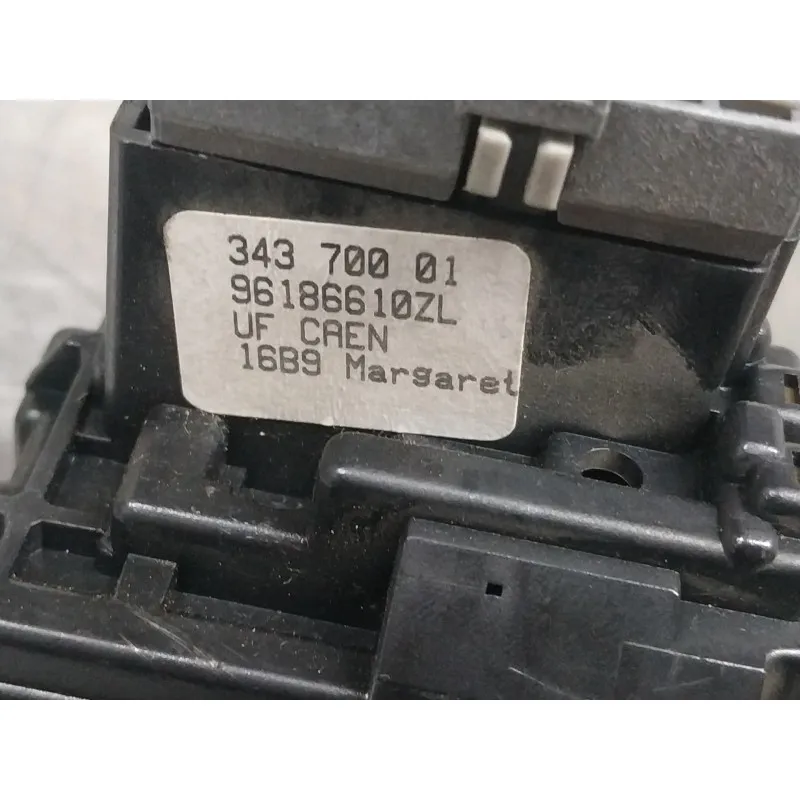 343 700 01
96186610ZL
UF CAEN
16B9 Margaret